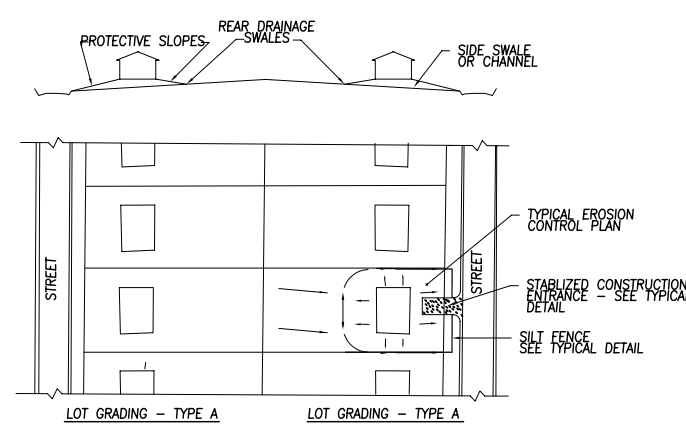 REAR DRAINAGE
SWALES
PROTECTIVE SLOPES
SIDE SWALE
OR CHANNEL
TYPICAL EROSION
CONTROL PLAN
STREET
STREET
STABLIZED CONSTRUCTION
ENTRANCE – SEE TYPICA
DETAIL
SILT FENCE
SEE TYPICAL DETAIL
LOT GRADING – TYPE A
LOT GRADING – TYPE A